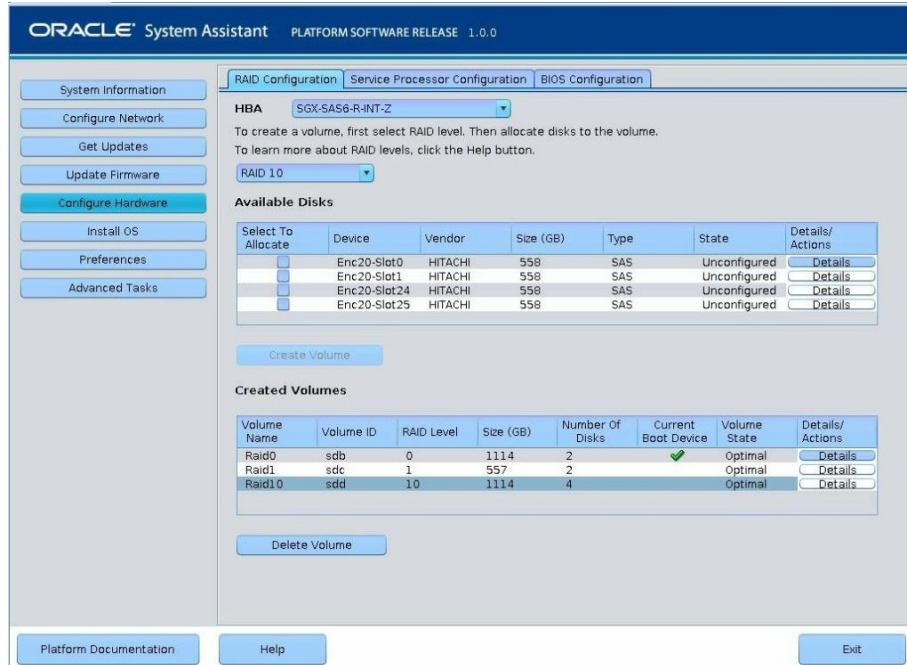 ORACLE® System Assistant PLATFORM SOFTWARE RELEASE 1.0.0
System Information
Configure Network
Get Updates
Update Firmware
Configure Hardware
Install OS
Preferences
Advanced Tasks
RAID Configuration Service Processor Configuration BIOS Configuration
HBA SGX-SAS6-R-INT-Z
To create a volume, first select RAID level. Then allocate disks to the volume.
To learn more about RAID levels, click the Help button.
RAID 10
Available Disks
Select To Allocate Device Vendor Size (GB) Type State Details/ Actions
Enc20-Slot0 HITACHI 558 SAS Unconfigured Details
Enc20-Slot1 HITACHI 558 SAS Unconfigured Details
Enc20-Slot24 HITACHI 558 SAS Unconfigured Details
Enc20-Slot25 HITACHI 558 SAS Unconfigured Details
Create Volume
Created Volumes
Volume Name Volume ID RAID Level Size (GB) Number Of Disks Current Boot Device Volume State Details/ Actions
Raid0 sdb 0 1114 2 Optimal Details
Raid1 sdc 1 557 2 Optimal Details
Raid10 sdd 10 1114 4 Optimal Details
Delete Volume
Platform Documentation Help Exit